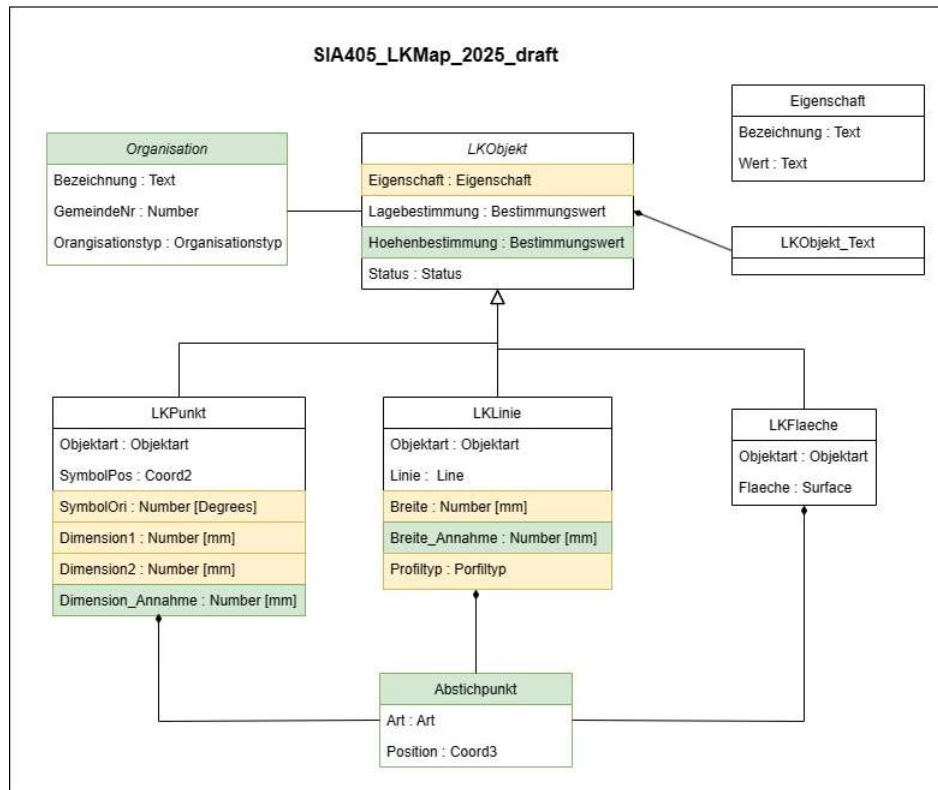 SIA405_LKMap_2025_draft
Organisation
Bezeichnung : Text
GemeindeNr : Number
Orangisationstyp : Organisationstyp
LKObjekt
Eigenschaft : Eigenschaft
Lagebestimmung : Bestimmungswert
Hoehenbestimmung : Bestimmungswert
Status : Status
Eigenschaft
Bezeichnung : Text
Wert : Text
LKObjekt_Text
LKPunkt
Objektart : Objektart
SymbolPos : Coord2
SymbolOri : Number [Degrees]
Dimension1 : Number [mm]
Dimension2 : Number [mm]
Dimension_Annahme : Number [mm]
LKLinie
Objektart : Objektart
Linie : Line
Breite : Number [mm]
Breite_Annahme : Number [mm]
Profiltyp : Porfiltyp
LKFlaeche
Objektart : Objektart
Flaeche : Surface
Abstichpunkt
Art : Art
Position : Coord3